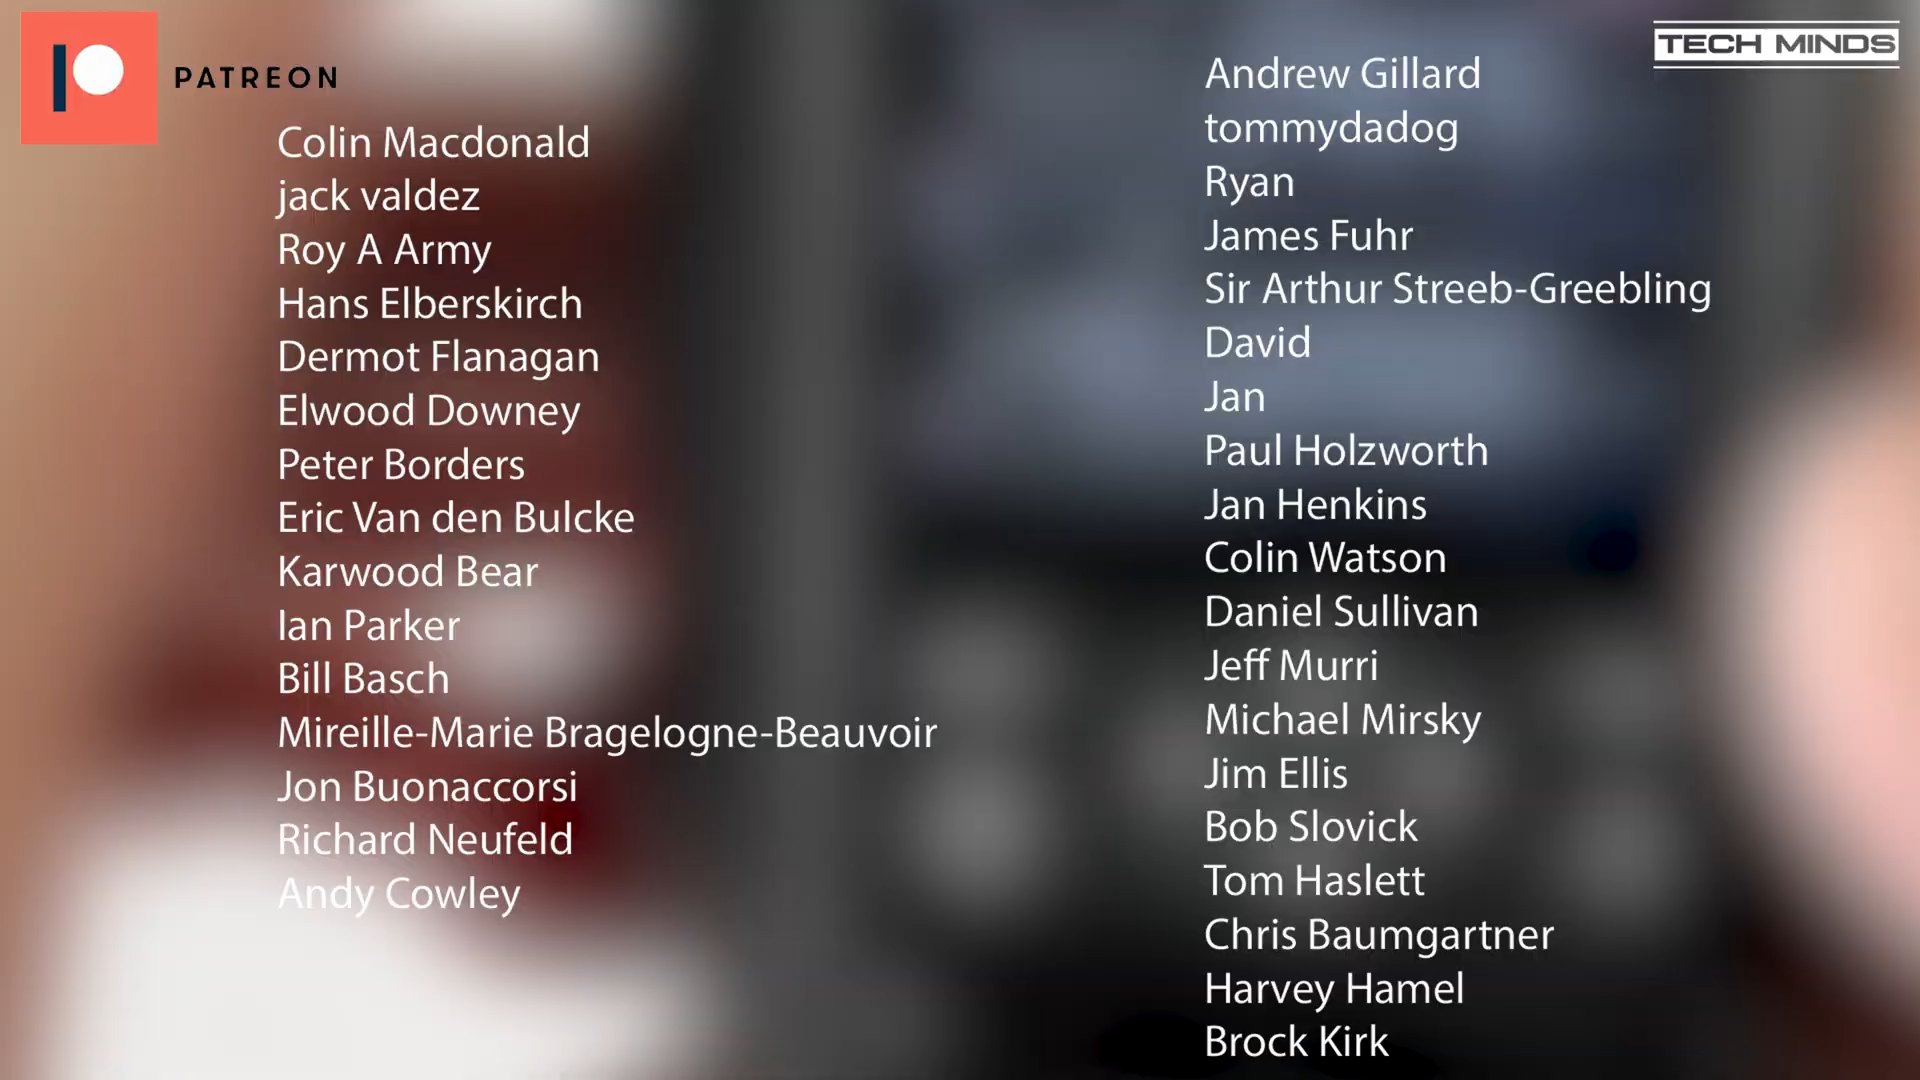 PATREON
Colin Macdonald
jack valdez
Roy A Army
Hans Elberskirch
Dermot Flanagan
Elwood Downey
Peter Borders
Eric Van den Bulcke
Karwood Bear
Ian Parker
Bill Basch
Mireille-Marie Bragelogne-Beauvoir
Jon Buonaccorsi
Richard Neufeld
Andy Cowley
TECH MINDS
Andrew Gillard
tommydadog
Ryan
James Fuhr
Sir Arthur Streeb-Greebling
David
Jan
Paul Holzworth
Jan Henkins
Colin Watson
Daniel Sullivan
Jeff Murri
Michael Mirsky
Jim Ellis
Bob Slovick
Tom Haslett
Chris Baumgartner
Harvey Hamel
Brock Kirk